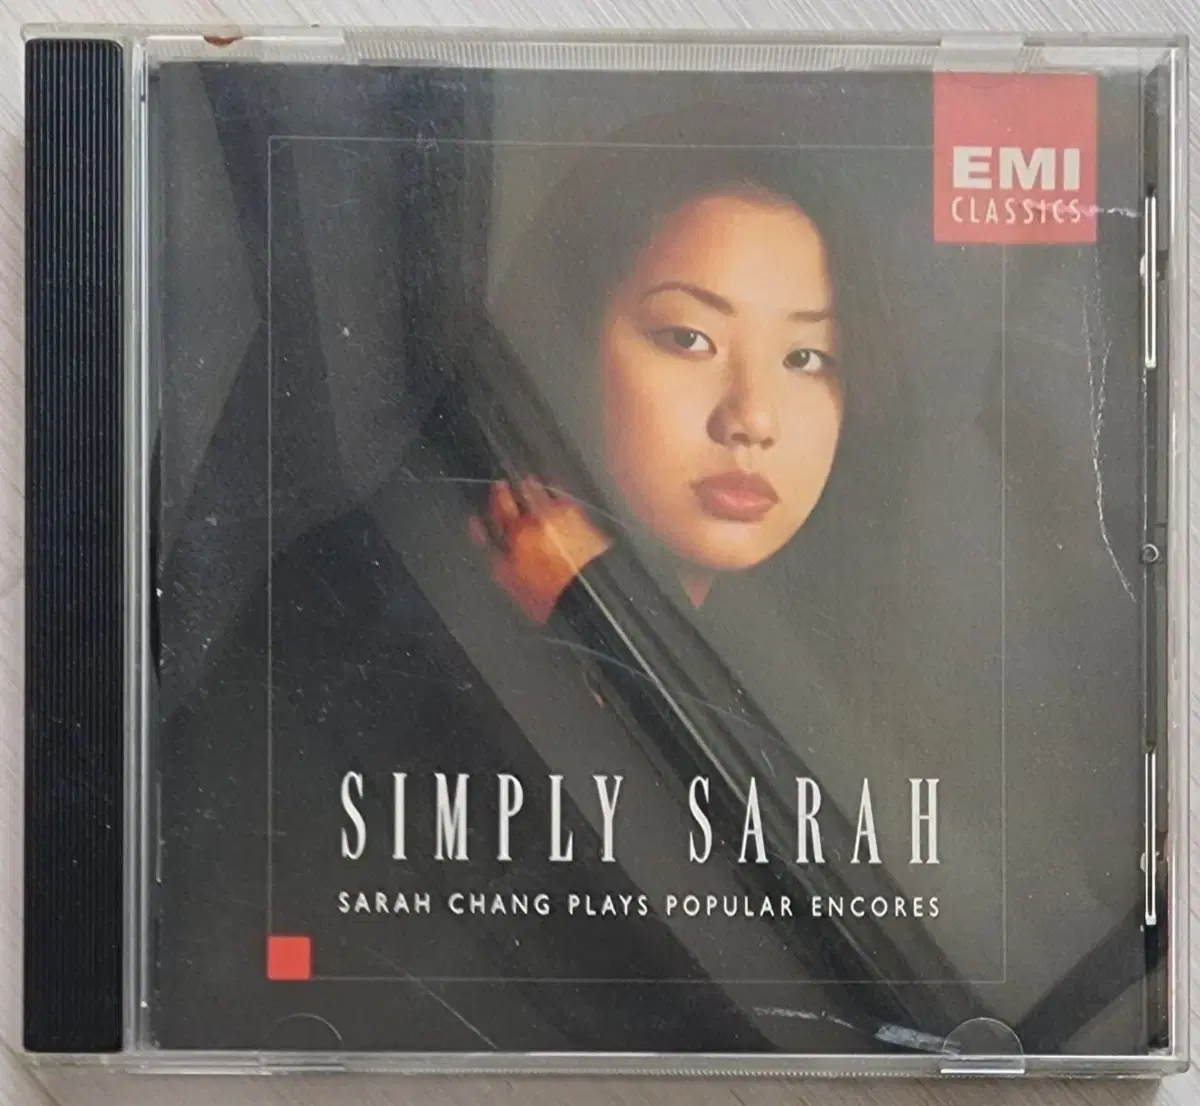 EMI
CLASSICS
SIMPLY SARAH
SARAH CHANG PLAYS POPULAR ENCORES